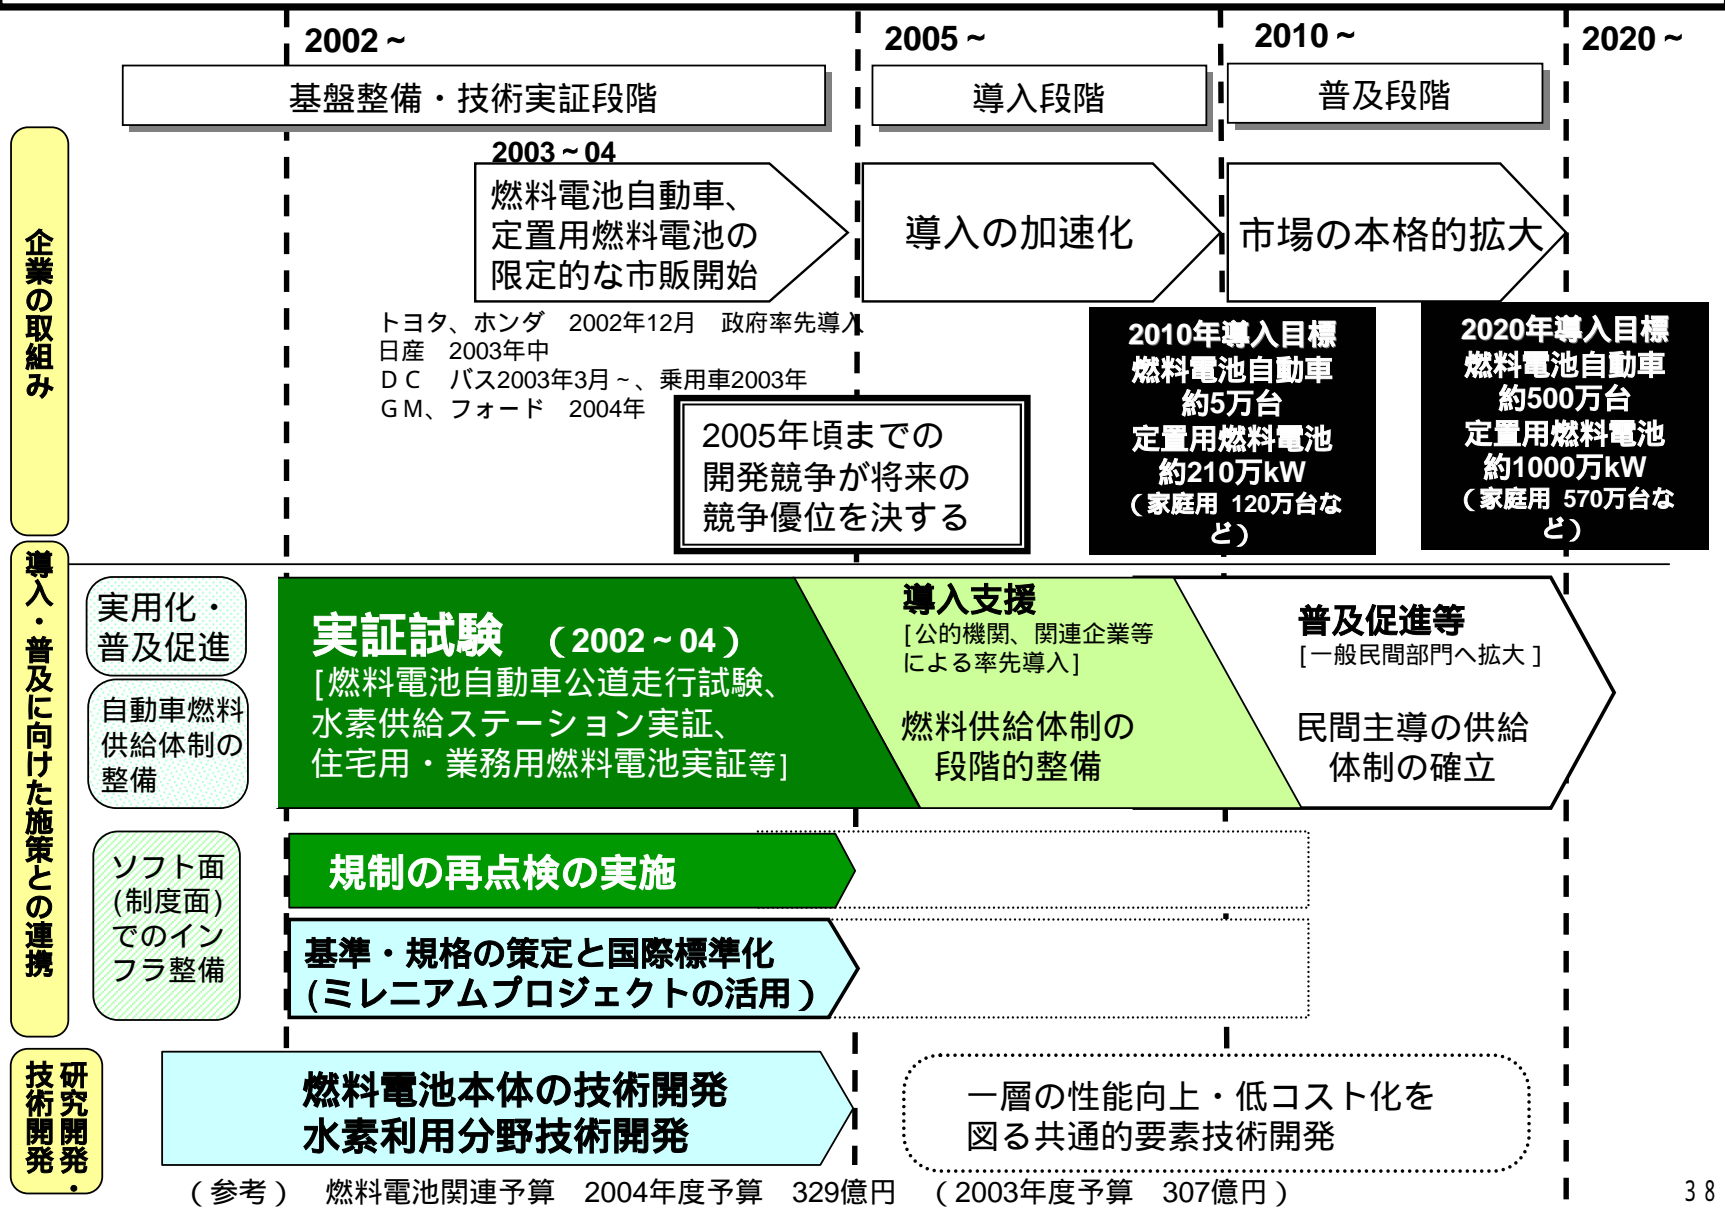 2002～
2005～
2010～
2020～
基盤整備・技術実証段階
導入段階
普及段階
企業の取組み
2003～04
燃料電池自動車、
定置用燃料電池の
限定的な市販開始
導入の加速化
市場の本格的拡大
トヨタ、ホンダ　2002年12月　政府率先導入
日産　2003年中
ＤＣ　バス2003年3月～、乗用車2003年
ＧＭ、フォード　2004年
2005年頃までの
開発競争が将来の
競争優位を決する
2010年導入目標
燃料電池自動車
約5万台
定置用燃料電池
約210万kW
（家庭用 120万台な
ど）
2020年導入目標
燃料電池自動車
約500万台
定置用燃料電池
約1000万kW
（家庭用 570万台な
ど）
導入・普及に向けた施策との連携
実用化・
普及促進
自動車燃料
供給体制の
整備
実証試験　（2002～04）
[燃料電池自動車公道走行試験、
水素供給ステーション実証、
住宅用・業務用燃料電池実証等]
導入支援
[公的機関、関連企業等
による率先導入]
燃料供給体制の
段階的整備
普及促進等
[一般民間部門へ拡大]
民間主導の供給
体制の確立
ソフト面
(制度面)
でのイン
フラ整備
規制の再点検の実施
基準・規格の策定と国際標準化
(ミレニアムプロジェクトの活用）
研究開発・
技術開発
燃料電池本体の技術開発
水素利用分野技術開発
一層の性能向上・低コスト化を
図る共通的要素技術開発
（参考）　燃料電池関連予算　2004年度予算　329億円　（2003年度予算　307億円）
38